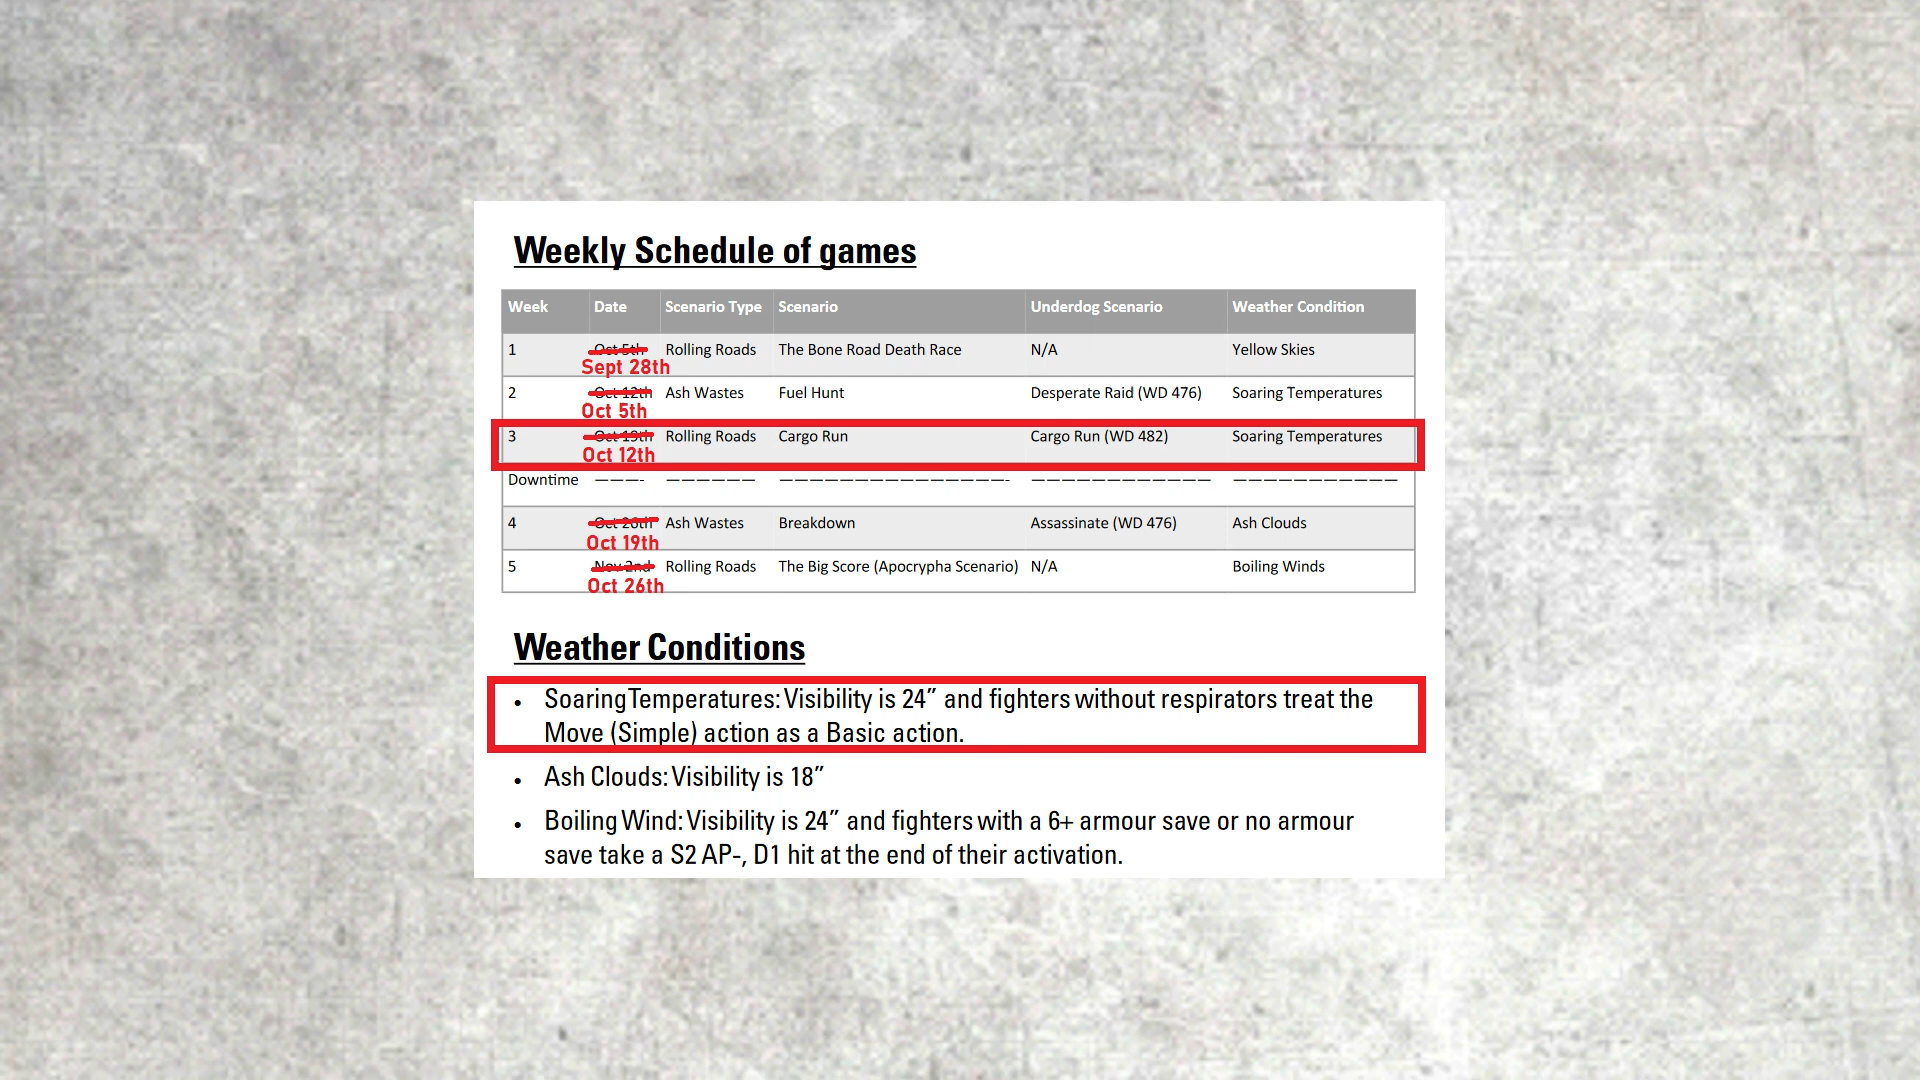 Weekly Schedule of games
Week Date Scenario Type Scenario Underdog Scenario Weather Condition
1 Oct 5th Rolling Roads The Bone Road Death Race N/A Yellow Skies
Sept 28th
2 Oct 12th Ash Wastes Fuel Hunt Desperate Raid (WD 476) Soaring Temperatures
Oct 5th
3 Oct 19th Rolling Roads Cargo Run Cargo Run (WD 482) Soaring Temperatures
Oct 12th
Downtime ———- —————— ———————————————- ———————————— ———————————
4 Oct 26th Ash Wastes Breakdown Assassinate (WD 476) Ash Clouds
Oct 19th
5 Nov 2nd Rolling Roads The Big Score (Apocrypha Scenario) N/A Boiling Winds
Oct 26th
Weather Conditions
• Soaring Temperatures: Visibility is 24” and fighters without respirators treat the
Move (Simple) action as a Basic action.
• Ash Clouds: Visibility is 18”
• Boiling Wind: Visibility is 24” and fighters with a 6+ armour save or no armour
save take a S2 AP-, D1 hit at the end of their activation.